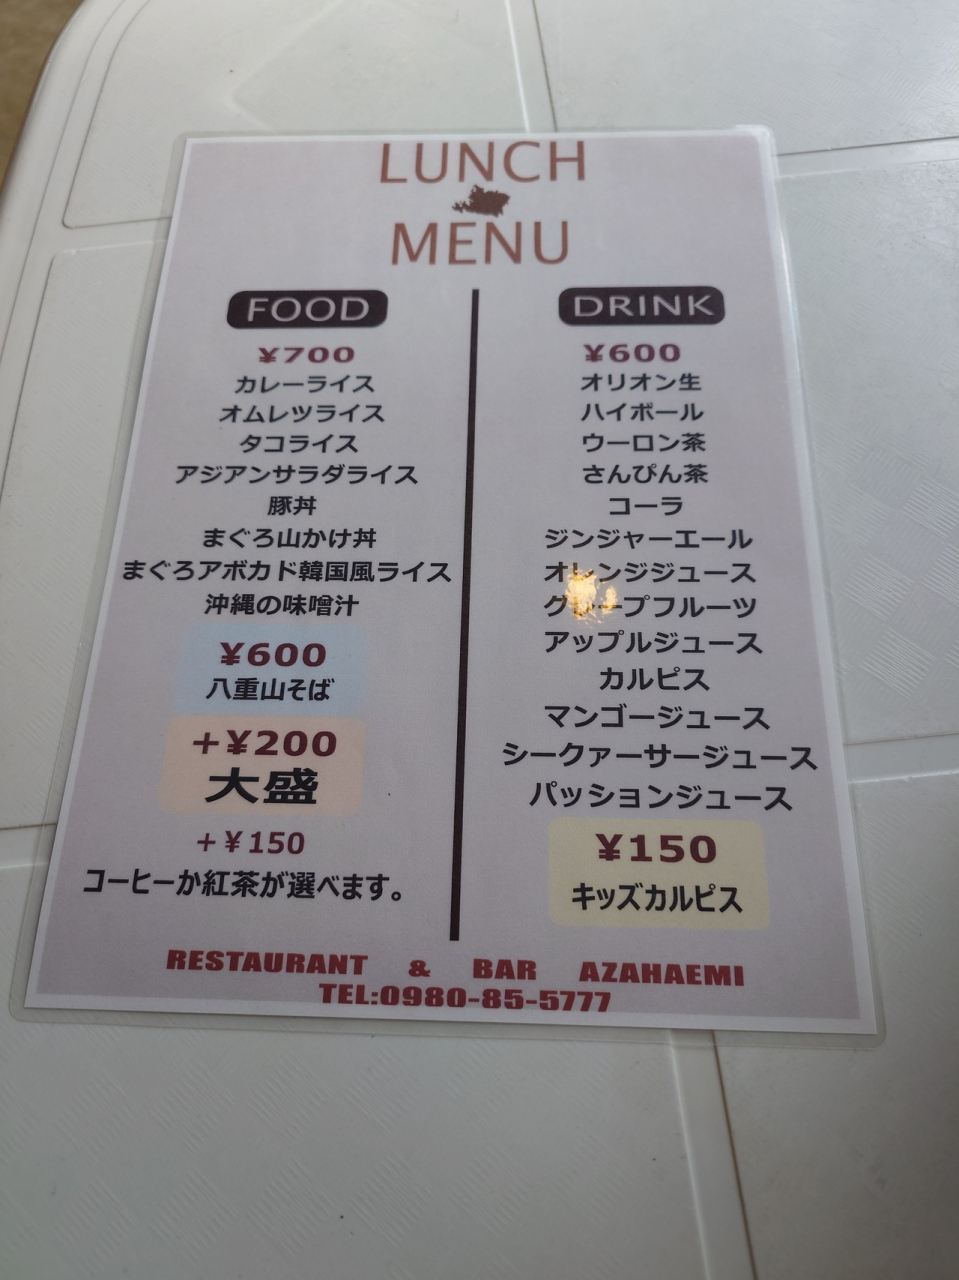 LUNCH
MENU
FOOD
¥700
カレーライス
オムレツライス
タコライス
アジアンサラダライス
豚丼
まぐろ山かけ丼
まぐろアボカド韓国風ライス
沖縄の味噌汁
¥600
八重山そば
+¥200
大盛
+¥150
コーヒーか紅茶が選べます。
DRINK
¥600
オリオン生
ハイボール
ウーロン茶
さんぴん茶
コーラ
ジンジャーエール
オレンジジュース
グレープフルーツ
アップルジュース
カルピス
マンゴージュース
シークァーサージュース
パッションジュース
¥150
キッズカルピス
RESTAURANT & BAR AZAHAEMI
TEL:0980-85-5777